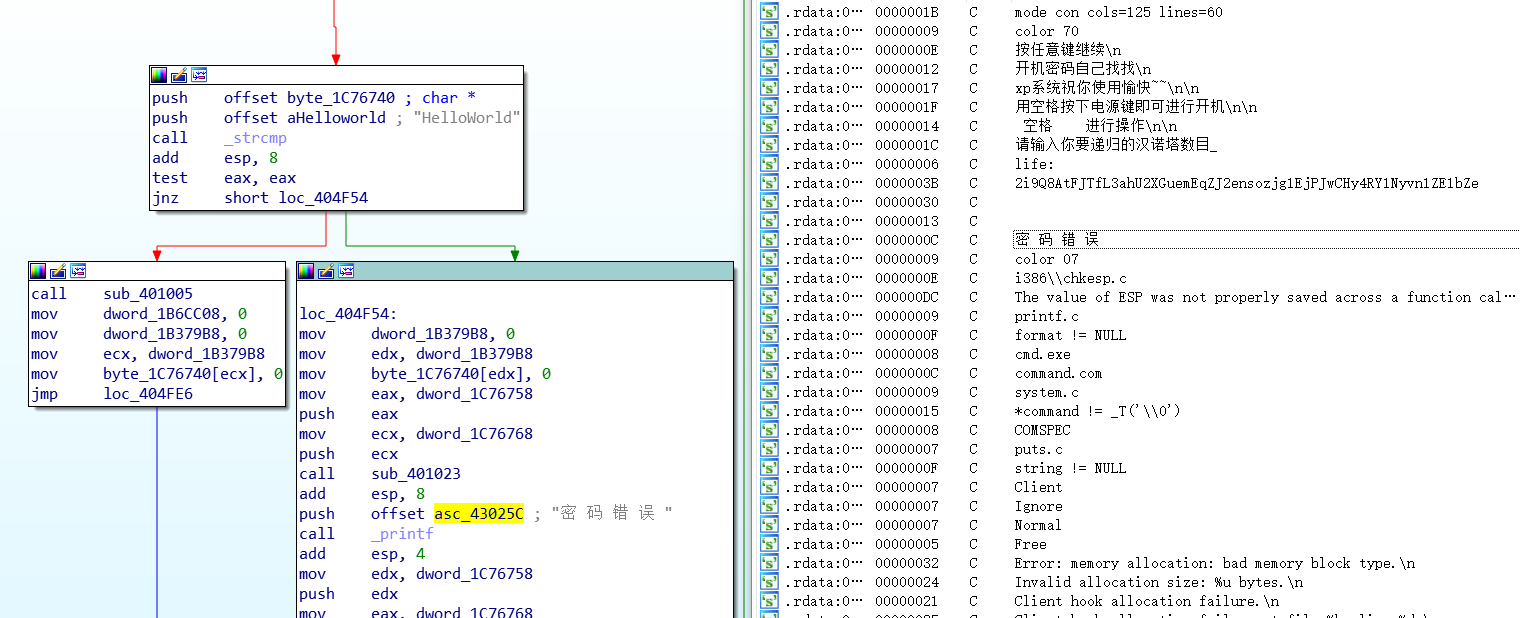 push offset byte_1C76740 ; char *
push offset aHelloworld ; "HelloWorld"
call _strcmp
add esp, 8
test eax, eax
jnz short loc_404F54
call sub_401005
mov dword_1B6CC08, 0
mov dword_1B379B8, 0
mov ecx, dword_1B379B8
mov byte_1C76740[ecx], 0
jmp loc_404FE6
loc_404F54:
mov dword_1B379B8, 0
mov edx, dword_1B379B8
mov byte_1C76740[edx], 0
mov eax, dword_1C76758
push eax
mov ecx, dword_1C76768
push ecx
call sub_401023
add esp, 8
push offset asc_43025C ; "密 码 错 误 "
call _printf
add esp, 4
mov edx, dword_1C76758
push edx
mov eax, dword_1C76768
.rdata:0… 0000001B C mode con cols=125 lines=60
.rdata:0… 00000009 C color 70
.rdata:0… 0000000E C 按任意键继续\n
.rdata:0… 00000012 C 开机密码自己找找\n
.rdata:0… 00000017 C xp系统祝你使用愉快~~\n\n
.rdata:0… 0000001F C 用空格按下电源键即可进行开机\n\n
.rdata:0… 00000014 C 空格 进行操作\n\n
.rdata:0… 0000001C C 请输入你要递归的汉诺塔数目_
.rdata:0… 00000006 C life:
.rdata:0… 0000003B C 2i9Q8AtFJTfL3ahU2XGuemEqZJ2ensozjg1EjPJwCHy4RY1Nyvn1ZE1bZe
.rdata:0… 00000030 C
.rdata:0… 00000013 C
.rdata:0… 0000000C C 密 码 错 误
.rdata:0… 00000009 C color 07
.rdata:0… 0000000E C i386\\chkesp.c
.rdata:0… 000000DC C The value of ESP was not properly saved across a function cal…
.rdata:0… 00000009 C printf.c
.rdata:0… 0000000F C format != NULL
.rdata:0… 00000008 C cmd.exe
.rdata:0… 0000000C C command.com
.rdata:0… 00000009 C system.c
.rdata:0… 00000015 C *command != _T('\\0')
.rdata:0… 00000008 C COMSPEC
.rdata:0… 00000007 C puts.c
.rdata:0… 0000000F C string != NULL
.rdata:0… 00000007 C Client
.rdata:0… 00000007 C Ignore
.rdata:0… 00000007 C Normal
.rdata:0… 00000005 C Free
.rdata:0… 00000032 C Error: memory allocation: bad memory block type.\n
.rdata:0… 00000024 C Invalid allocation size: %u bytes.\n
.rdata:0… 00000021 C Client hook allocation failure.\n